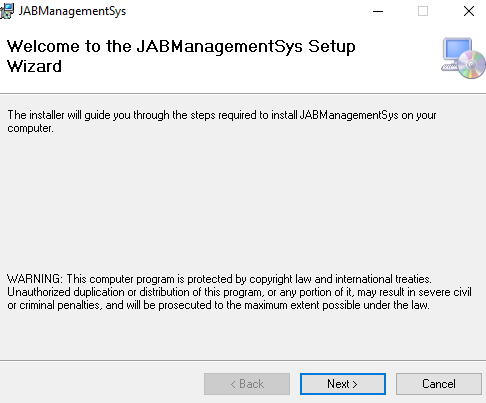 JABManagementSys
Welcome to the JABManagementSys Setup
Wizard
The installer will guide you through the steps required to install JABManagementSys on your
computer.
WARNING: This computer program is protected by copyright law and international treaties.
Unauthorized duplication or distribution of this program, or any portion of it, may result in severe civil
or criminal penalties, and will be prosecuted to the maximum extent possible under the law.
< Back
Next >
Cancel